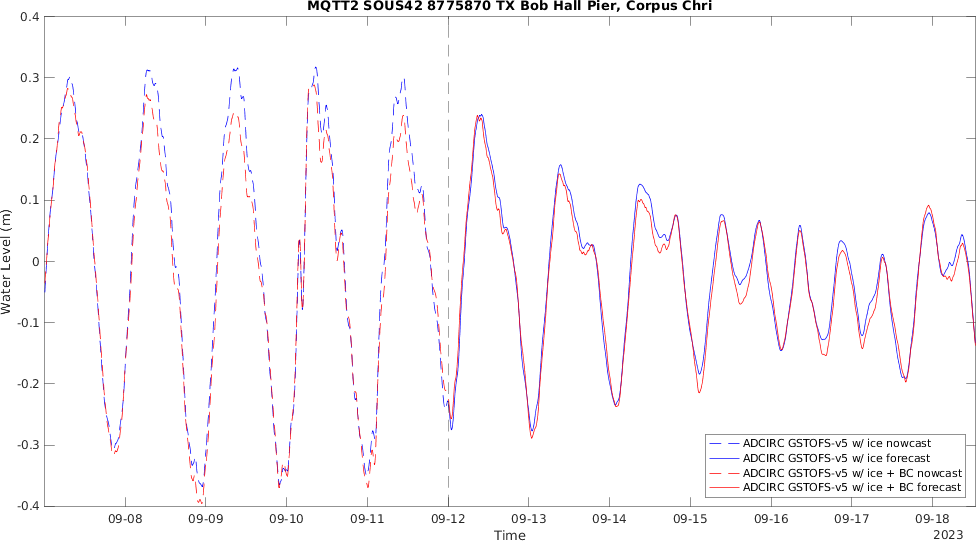 MQTT2 SOUS42 8775870 TX Bob Hall Pier, Corpus Chri
0.4
0.3
0.2
0.1
0
-0.1
-0.2
-0.3
-0.4
Water Level (m)
ADCIRC GSTOFS-v5 w/ ice nowcast
ADCIRC GSTOFS-v5 w/ ice forecast
ADCIRC GSTOFS-v5 w/ ice + BC nowcast
ADCIRC GSTOFS-v5 w/ ice + BC forecast
09-08 09-09 09-10 09-11 09-12 09-13 09-14 09-15 09-16 09-17 09-18
Time
2023